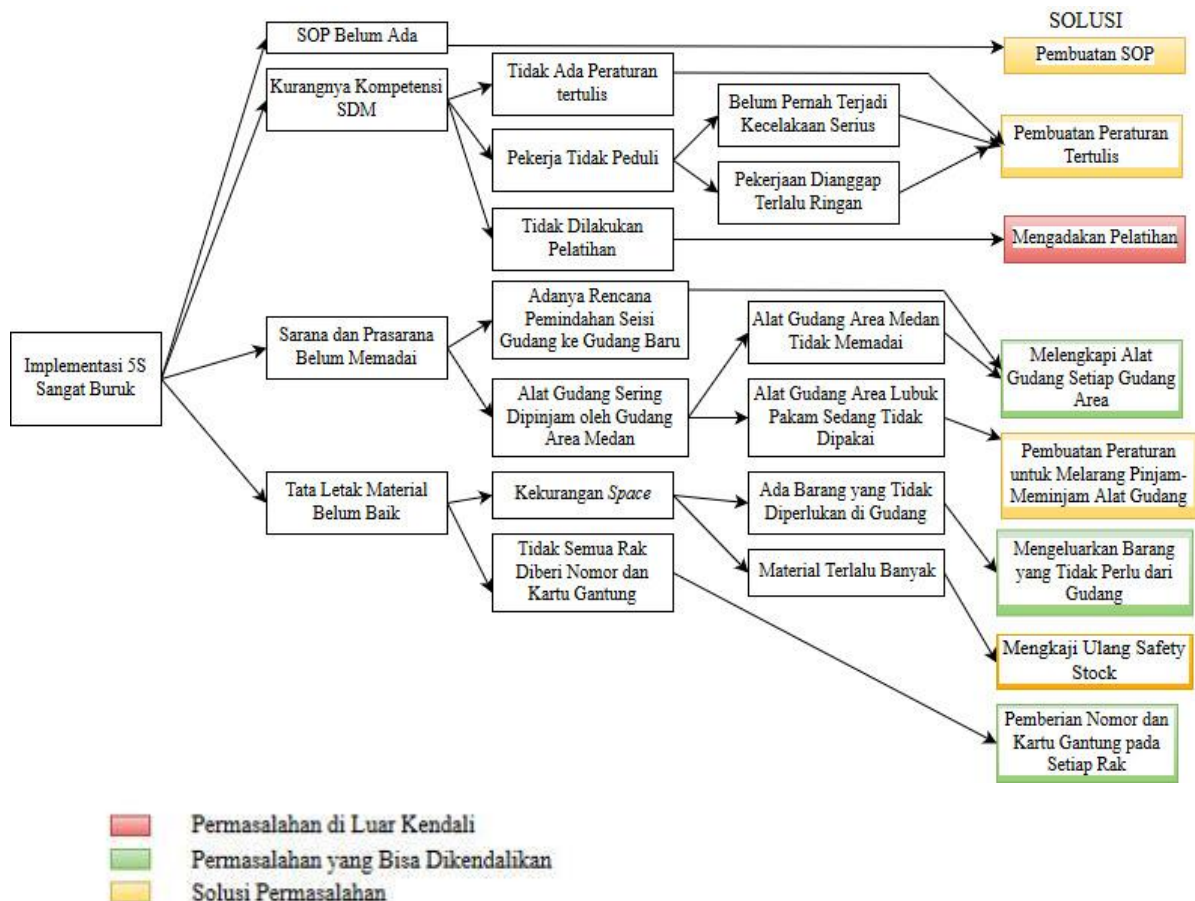 SOLUSI
SOP Belum Ada
Pembuatan SOP
Kurangnya Kompetensi
SDM
Tidak Ada Peraturan
tertulis
Belum Pernah Terjadi
Kecelakaan Serius
Pembuatan Peraturan
Tertulis
Pekerja Tidak Peduli
Pekerjaan Dianggap
Terlalu Ringan
Tidak Dilakukan
Pelatihan
Mengadakan Pelatihan
Implementasi 5S
Sangat Buruk
Sarana dan Prasarana
Belum Memadai
Adanya Rencana
Pemindahan Seisi
Gudang ke Gudang Baru
Alat Gudang Area Medan
Tidak Memadai
Melengkapi Alat
Gudang Setiap Gudang
Area
Alat Gudang Sering
Dipinjam oleh Gudang
Area Medan
Alat Gudang Area Lubuk
Pakam Sedang Tidak
Dipakai
Pembuatan Peraturan
untuk Melarang Pinjam-
Meminjam Alat Gudang
Tata Letak Material
Belum Baik
Kekurangan Space
Ada Barang yang Tidak
Diperlukan di Gudang
Mengeluarkan Barang
yang Tidak Perlu dari
Gudang
Tidak Semua Rak
Diberi Nomor dan
Kartu Gantung
Material Terlalu Banyak
Mengkaji Ulang Safety
Stock
Pemberian Nomor dan
Kartu Gantung pada
Setiap Rak
Permasalahan di Luar Kendali
Permasalahan yang Bisa Dikendalikan
Solusi Permasalahan